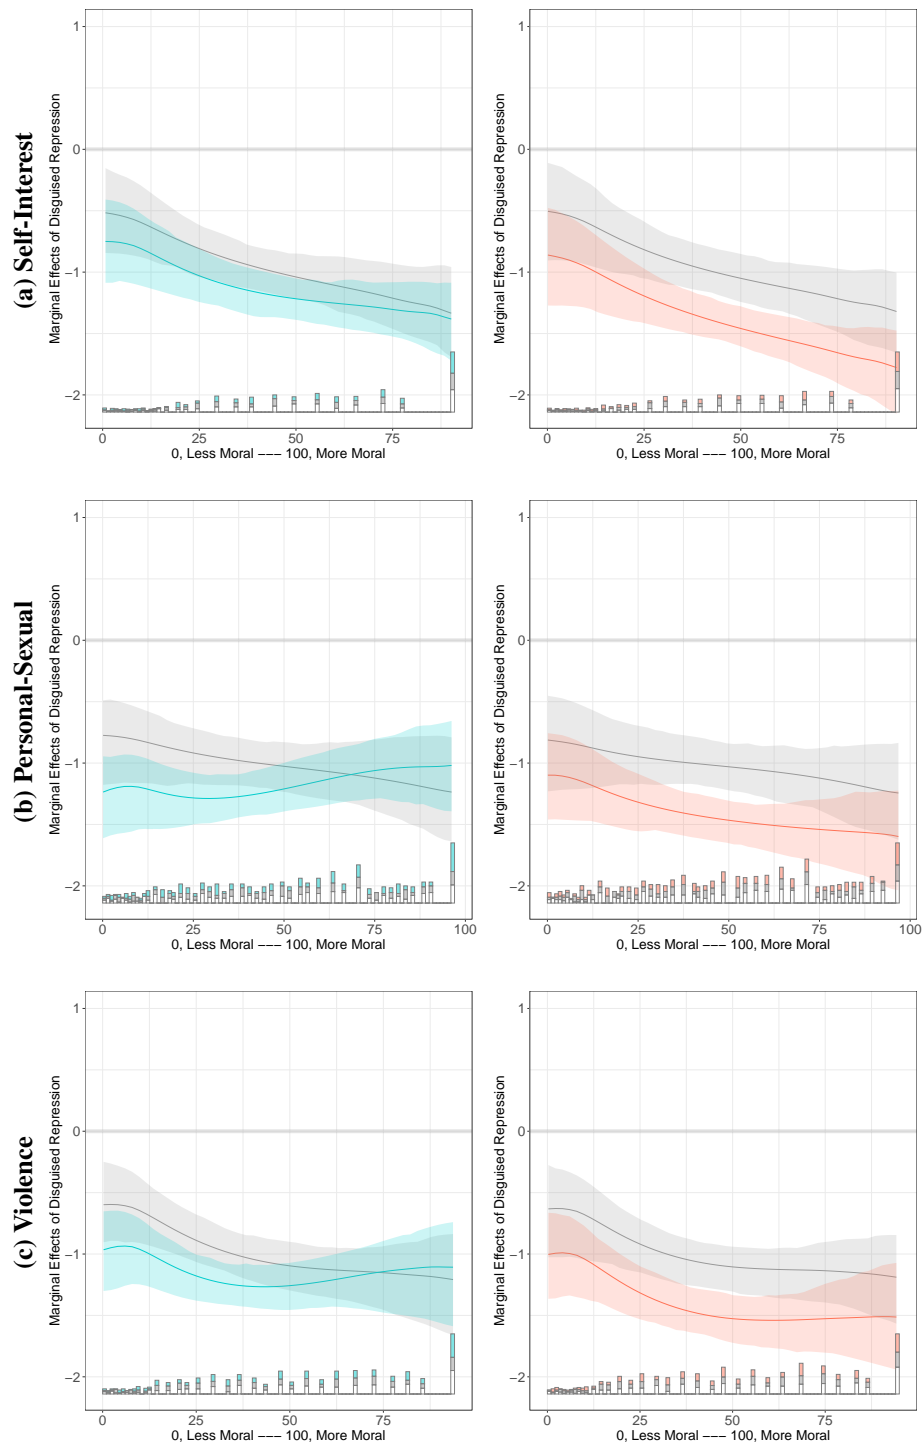 (a) Self-Interest
Marginal Effects of Disguised Repression
1
0
−1
−2
0 25 50 75
0, Less Moral −−− 100, More Moral
Marginal Effects of Disguised Repression
1
0
−1
−2
0 25 50 75
0, Less Moral −−− 100, More Moral
(b) Personal-Sexual
Marginal Effects of Disguised Repression
1
0
−1
−2
0 25 50 75 100
0, Less Moral −−− 100, More Moral
Marginal Effects of Disguised Repression
1
0
−1
−2
0 25 50 75 100
0, Less Moral −−− 100, More Moral
(c) Violence
Marginal Effects of Disguised Repression
1
0
−1
−2
0 25 50 75
0, Less Moral −−− 100, More Moral
Marginal Effects of Disguised Repression
1
0
−1
−2
0 25 50 75
0, Less Moral −−− 100, More Moral